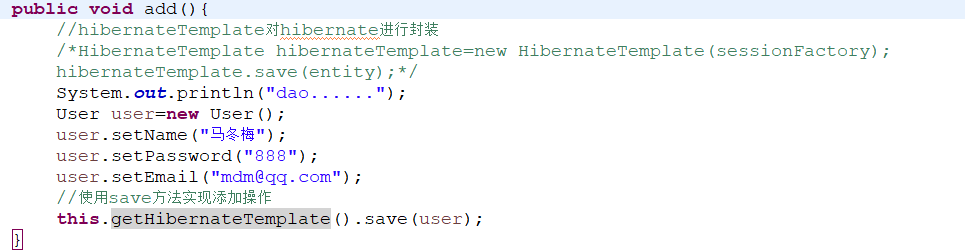 public void add(){
//hibernateTemplate对hibernate进行封装
/*HibernateTemplate hibernateTemplate=new HibernateTemplate(sessionFactory);
hibernateTemplate.save(entity);*/
System.out.println("dao......");
User user=new User();
user.setName("马冬梅");
user.setPassword("888");
user.setEmail("mdm@qq.com");
//使用save方法实现添加操作
this.getHibernateTemplate().save(user);
}